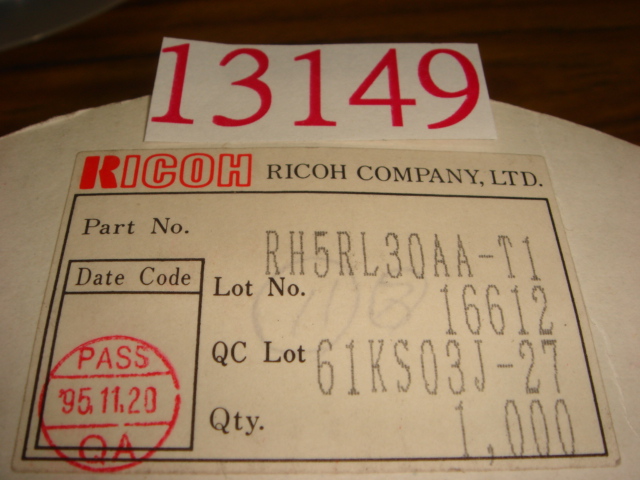 13149
RICOH RICOH COMPANY, LTD.
Part No. RH5RL30AA-T1
Date Code
Lot No. 16612
QC Lot 61KS03J-27
Qty. 1,000
PASS
'95.11.20
QA